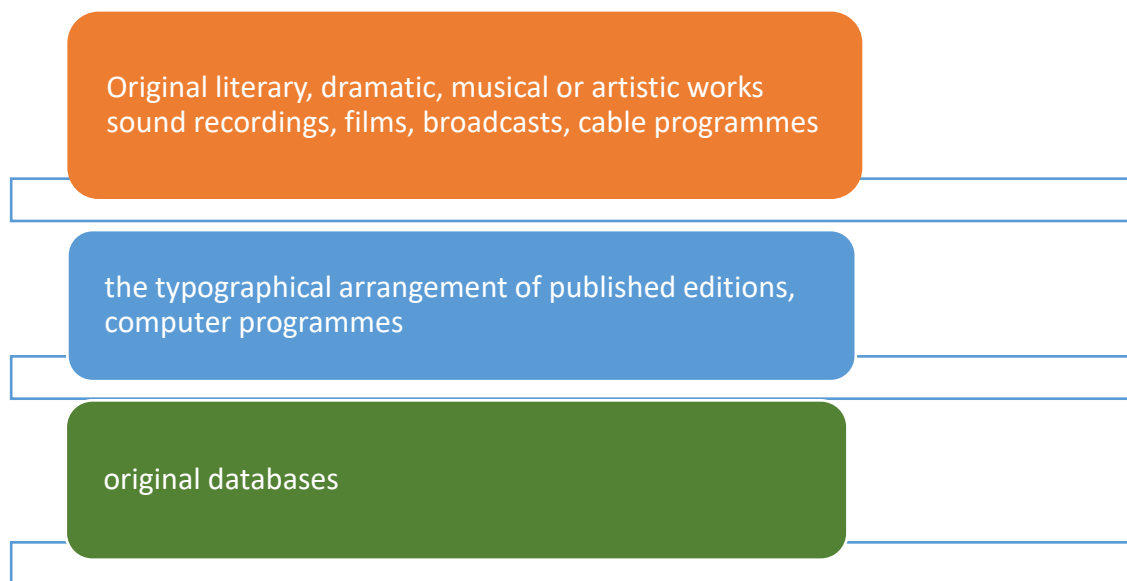 Original literary, dramatic, musical or artistic works
sound recordings, films, broadcasts, cable programmes
the typographical arrangement of published editions,
computer programmes
original databases